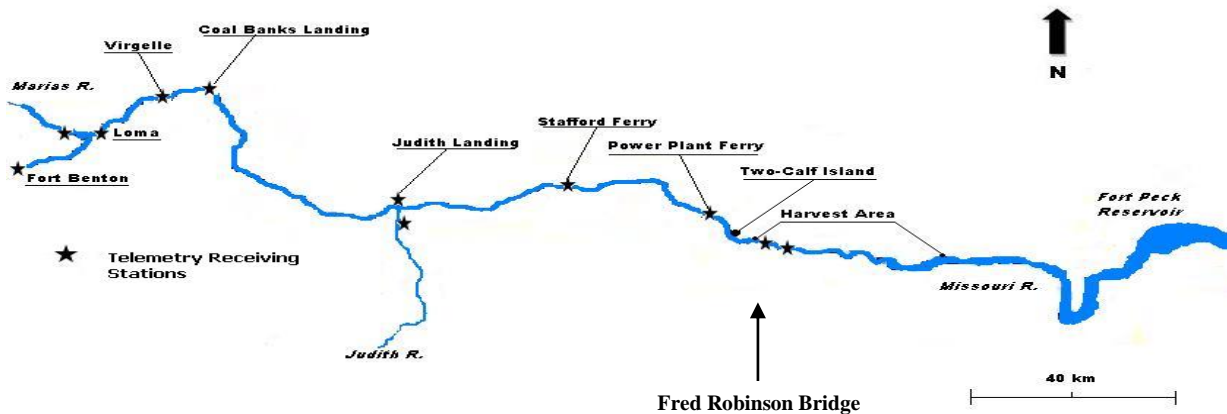 Coal Banks Landing
Virgelle
Marias R.
Loma
Fort Benton
Judith Landing
Stafford Ferry
Power Plant Ferry
Two-Calf Island
Harvest Area
Fort Peck
Reservoir
N
Telemetry Receiving
Stations
Missouri R.
Judith R.
40 km
Fred Robinson Bridge